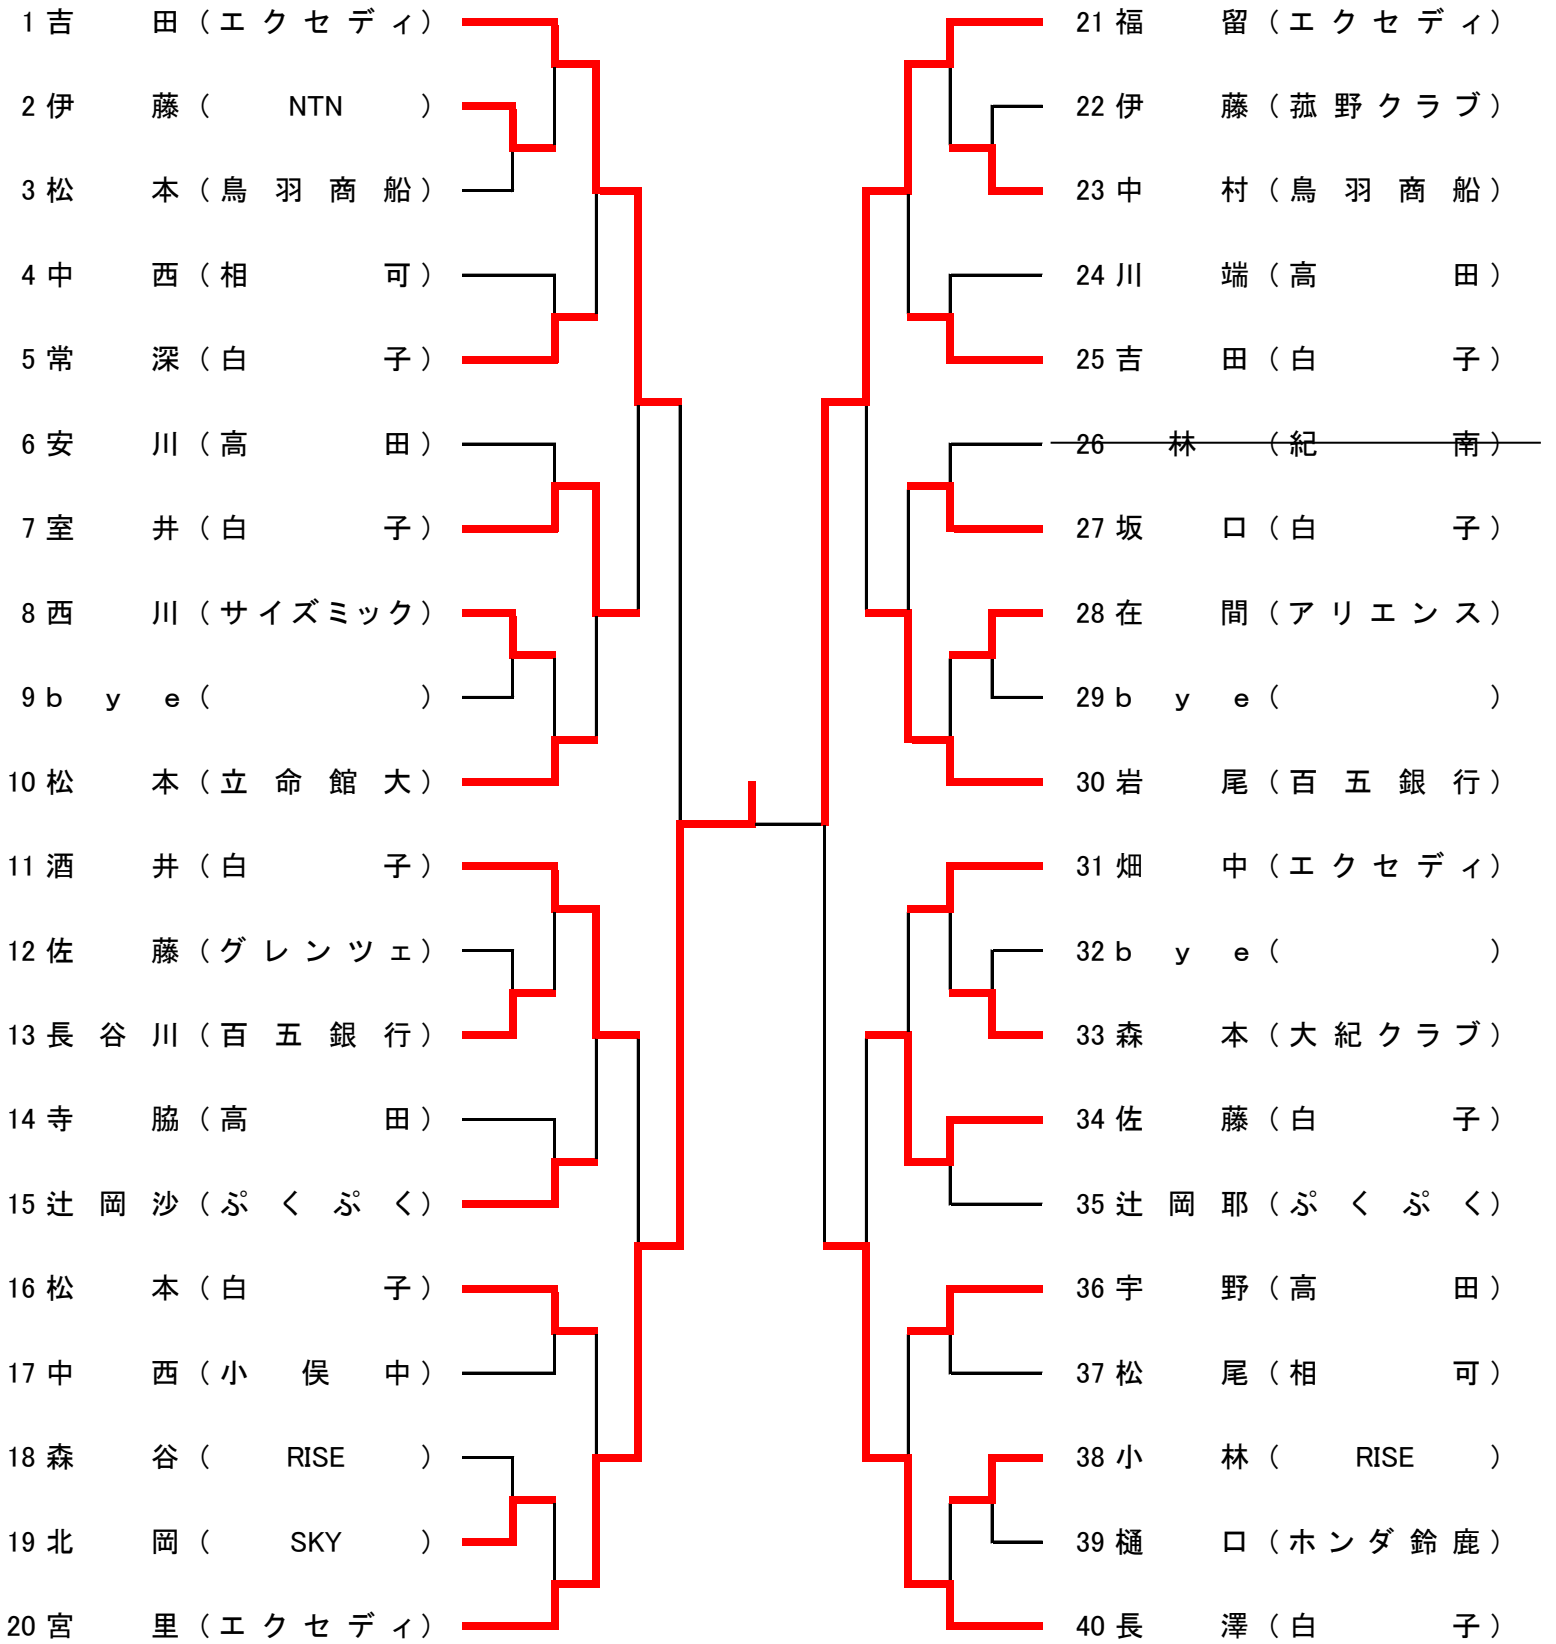 1 吉田（エクセディ）
2 伊藤（NTN）
3 松本（鳥羽商船）
4 中西（相可）
5 常深（白子）
6 安川（高田）
7 室井（白子）
8 西川（サイズミック）
9 ｂｙｅ（）
10 松本（立命館大）
11 酒井（白子）
12 佐藤（グレンツェ）
13 長谷川（百五銀行）
14 寺脇（高田）
15 辻岡沙（ぷくぷく）
16 松本（白子）
17 中西（小俣中）
18 森谷（RISE）
19 北岡（SKY）
20 宮里（エクセディ）
21 福留（エクセディ）
22 伊藤（菰野クラブ）
23 中村（鳥羽商船）
24 川端（高田）
25 吉田（白子）
26 林（紀南）
27 坂口（白子）
28 在間（アリエンス）
29 ｂｙｅ（）
30 岩尾（百五銀行）
31 畑中（エクセディ）
32 ｂｙｅ（）
33 森本（大紀クラブ）
34 佐藤（白子）
35 辻岡耶（ぷくぷく）
36 宇野（高田）
37 松尾（相可）
38 小林（RISE）
39 樋口（ホンダ鈴鹿）
40 長澤（白子）